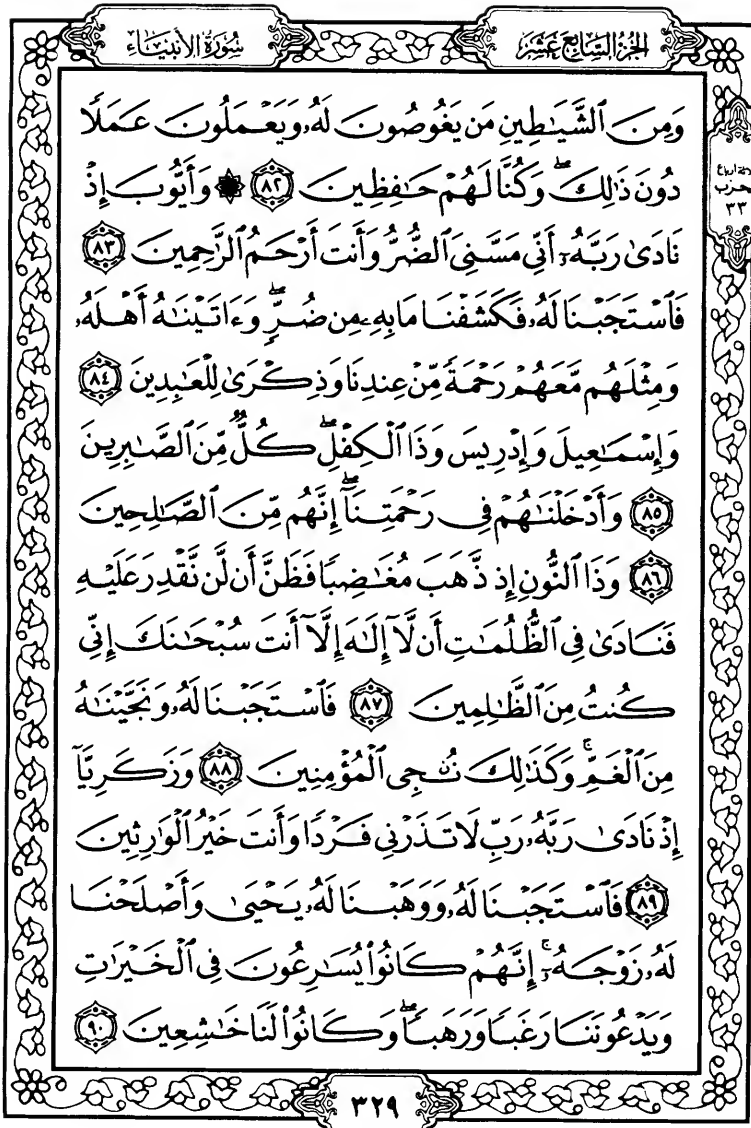 الجزء السابع عشر
سورة الأنبياء
وَمِنَ ٱلشَّيَٰطِينِ مَن يَغُوصُونَ لَهُۥ وَيَعْمَلُونَ عَمَلًا
دُونَ ذَٰلِكَۖ وَكُنَّا لَهُمْ حَٰفِظِينَ ٨٢ ۞ وَأَيُّوبَ إِذْ
نَادَىٰ رَبَّهُۥٓ أَنِّى مَسَّنِىَ ٱلضُّرُّ وَأَنتَ أَرْحَمُ ٱلرَّٰحِمِينَ ٨٣
فَٱسْتَجَبْنَا لَهُۥ فَكَشَفْنَا مَا بِهِۦ مِن ضُرٍّۖ وَءَاتَيْنَٰهُ أَهْلَهُۥ
وَمِثْلَهُم مَّعَهُمْ رَحْمَةً مِّنْ عِندِنَا وَذِكْرَىٰ لِلْعَٰبِدِينَ ٨٤
وَإِسْمَٰعِيلَ وَإِدْرِيسَ وَذَا ٱلْكِفْلِۖ كُلٌّ مِّنَ ٱلصَّٰبِرِينَ
٨٥ وَأَدْخَلْنَٰهُمْ فِى رَحْمَتِنَآۖ إِنَّهُم مِّنَ ٱلصَّٰلِحِينَ
٨٦ وَذَا ٱلنُّونِ إِذ ذَّهَبَ مُغَٰضِبًا فَظَنَّ أَن لَّن نَّقْدِرَ عَلَيْهِ
فَنَادَىٰ فِى ٱلظُّلُمَٰتِ أَن لَّآ إِلَٰهَ إِلَّآ أَنتَ سُبْحَٰنَكَ إِنِّى
كُنتُ مِنَ ٱلظَّٰلِمِينَ ٨٧ فَٱسْتَجَبْنَا لَهُۥ وَنَجَّيْنَٰهُ
مِنَ ٱلْغَمِّۚ وَكَذَٰلِكَ نُۨجِى ٱلْمُؤْمِنِينَ ٨٨ وَزَكَرِيَّآ
إِذْ نَادَىٰ رَبَّهُۥ رَبِّ لَا تَذَرْنِى فَرْدًا وَأَنتَ خَيْرُ ٱلْوَٰرِثِينَ
٨٩ فَٱسْتَجَبْنَا لَهُۥ وَوَهَبْنَا لَهُۥ يَحْيَىٰ وَأَصْلَحْنَا
لَهُۥ زَوْجَهُۥٓۚ إِنَّهُمْ كَانُوا۟ يُسَٰرِعُونَ فِى ٱلْخَيْرَٰتِ
وَيَدْعُونَنَا رَغَبًا وَرَهَبًاۖ وَكَانُوا۟ لَنَا خَٰشِعِينَ ٩٠
أرباع
حزب
٣٣
٣٢٩